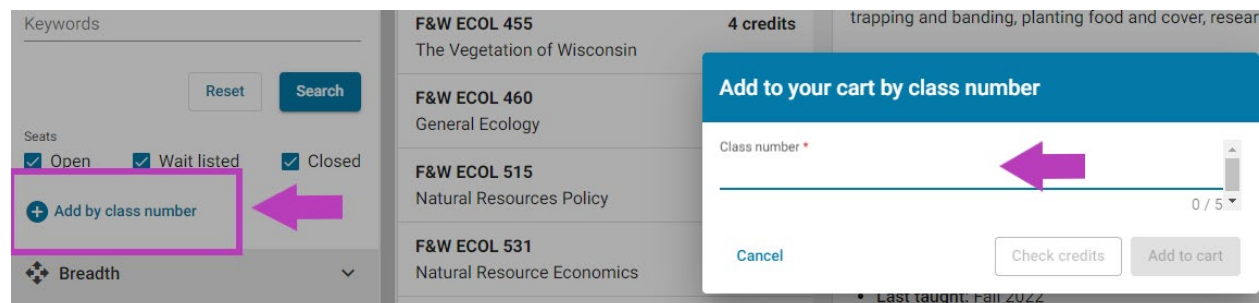 Keywords
Reset
Search
Seats
Open
Wait listed
Closed
Add by class number
Breadth
F&W ECOL 455
4 credits
The Vegetation of Wisconsin
F&W ECOL 460
General Ecology
F&W ECOL 515
Natural Resources Policy
F&W ECOL 531
Natural Resource Economics
trapping and banding, planting food and cover, resear
Add to your cart by class number
Class number *
0 / 5
Cancel
Check credits
Add to cart
Last taught: Fall 2022